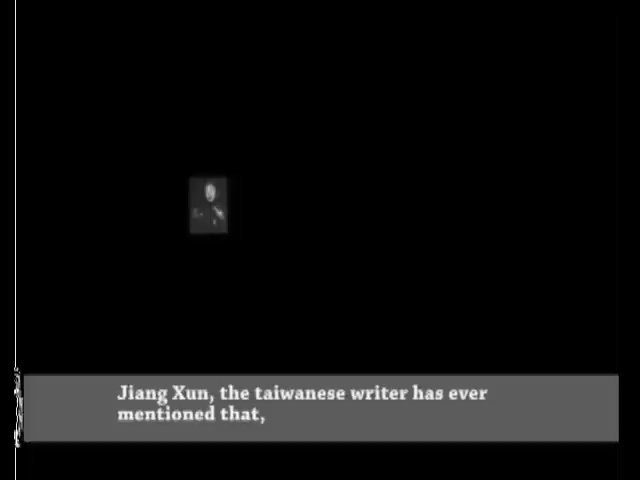 Jiang Xun, the taiwanese writer has ever
mentioned that,